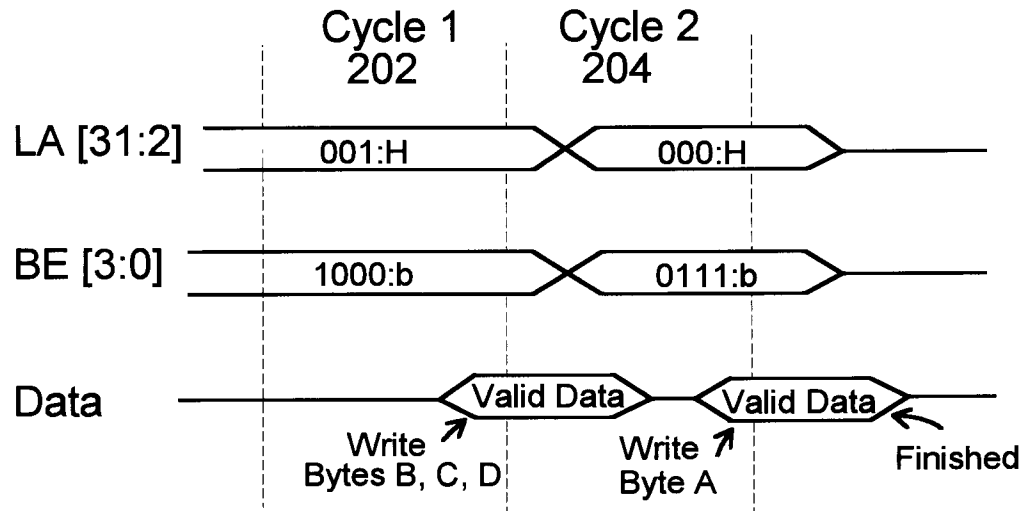 Cycle 1
202
Cycle 2
204
LA [31:2]
001:H
000:H
BE [3:0]
1000:b
0111:b
Data
Valid Data
Valid Data
Write
Bytes B, C, D
Write
Byte A
Finished